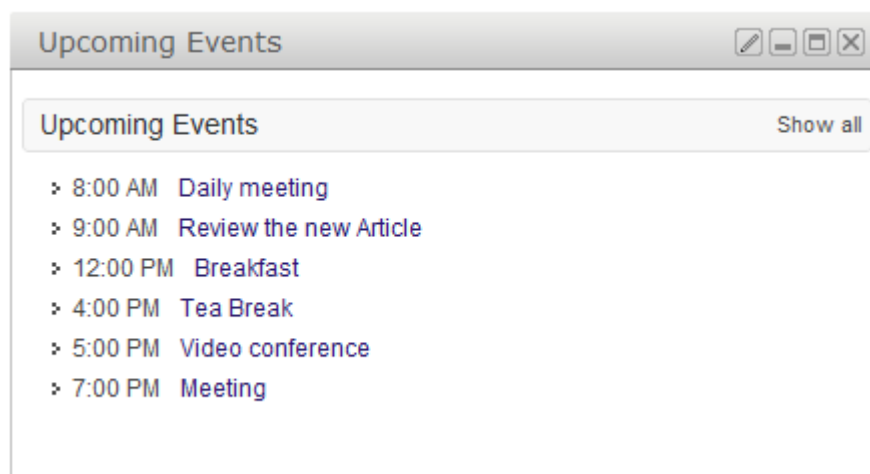 Upcoming Events
Upcoming Events Show all
8:00 AM Daily meeting
9:00 AM Review the new Article
12:00 PM Breakfast
4:00 PM Tea Break
5:00 PM Video conference
7:00 PM Meeting